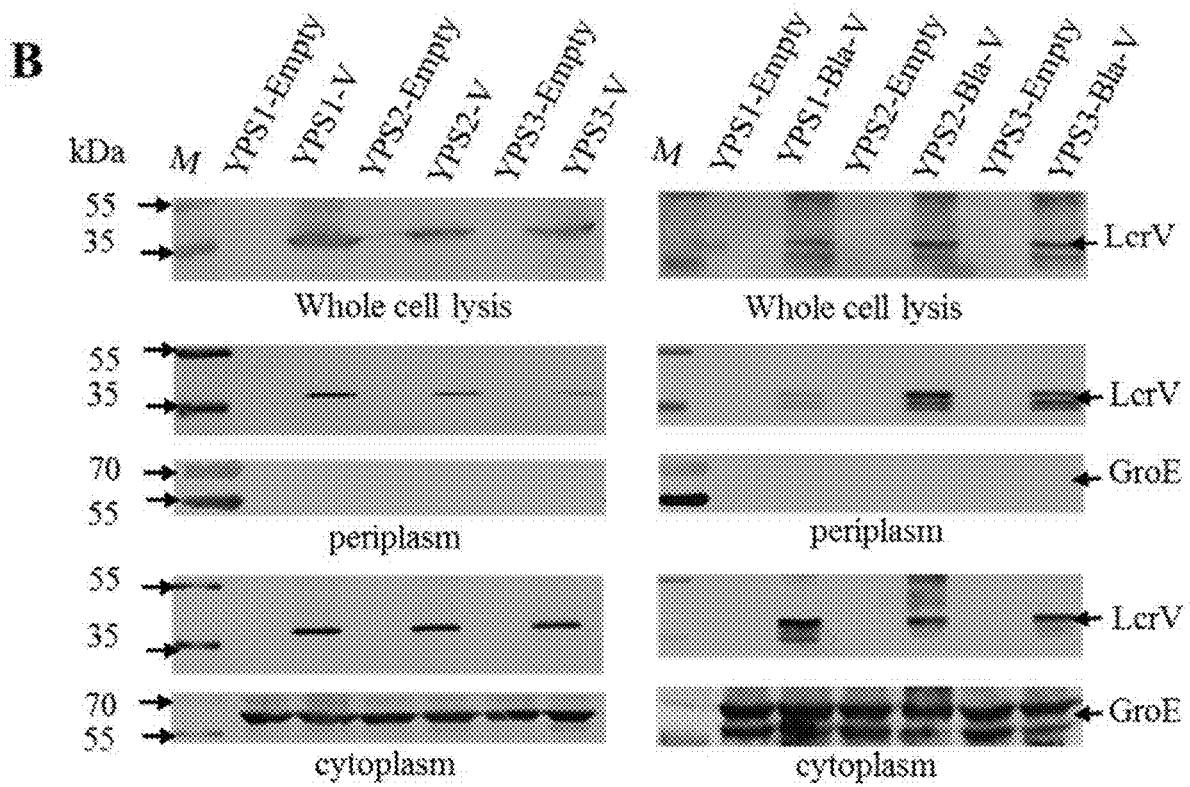 B
kDa
M YPS1-Empty YPS1-V YPS2-Empty YPS2-V YPS3-Empty YPS3-V
M YPS1-Empty YPS1-Bla-V YPS2-Empty YPS2-Bla-V YPS3-Empty YPS3-Bla-V
55
35
LcrV
Whole cell lysis
Whole cell lysis
55
35
LcrV
70
55
GroE
periplasm
periplasm
55
35
LcrV
70
55
GroE
cytoplasm
cytoplasm